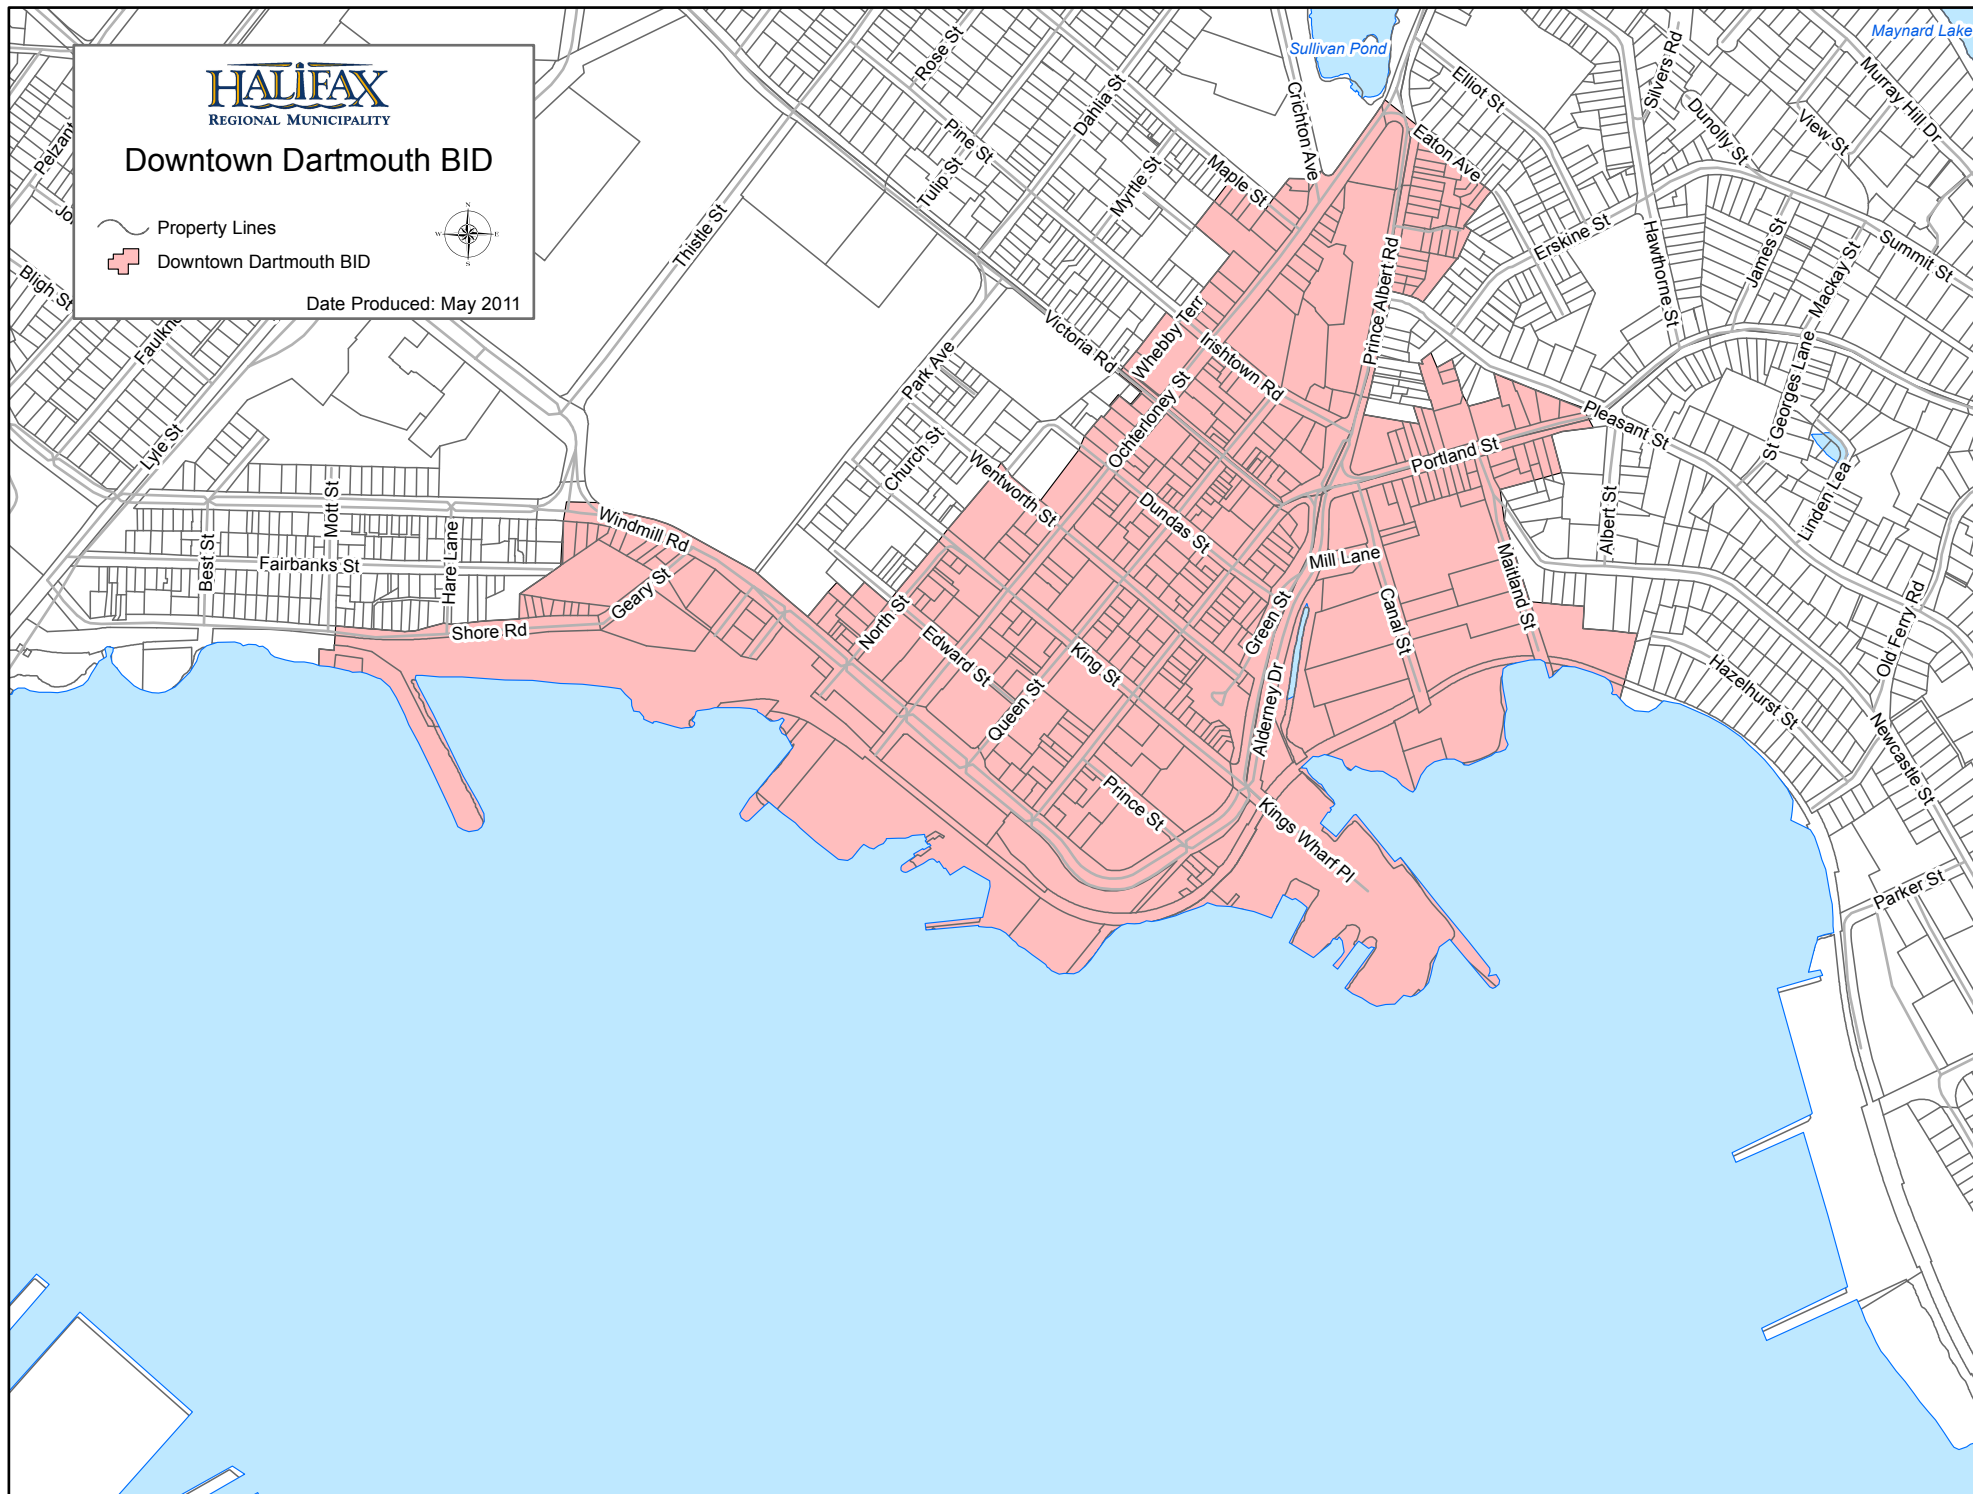 HALIFAX
REGIONAL MUNICIPALITY
Downtown Dartmouth BID
Property Lines
Downtown Dartmouth BID
Date Produced: May 2011
N
W
E
S
Sullivan Pond
Maynard Lake
Rose St
Pine St
Dahlia St
Tulip St
Myrtle St
Maple St
Crichton Ave
Elliot St
Eaton Ave
Silvers Rd
Dunolly St
View St
Murray Hill Dr
Erskine St
Hawthorne St
James St
Mackay St
Summit St
St Georges Lane
Linden Lea
Thistle St
Victoria Rd
Park Ave
Whebby Terr
Irishtown Rd
Prince Albert Rd
Ochterloney St
Church St
Wentworth St
Dundas St
Portland St
Pleasant St
Albert St
Maitland St
Mill Lane
Canal St
Green St
Alderney Dr
Old Ferry Rd
Hazelhurst St
Newcastle St
Parker St
Bligh St
Lyle St
Mott St
Best St
Fairbanks St
Hare Lane
Windmill Rd
Geary St
Shore Rd
North St
Edward St
Queen St
King St
Prince St
Kings Wharf Pl
Pelzant